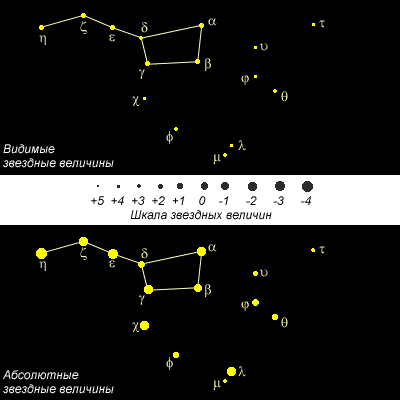 α
τ
ζ
η
ε
δ
υ
γ
β
φ
χ
θ
ϕ
λ
μ
Видимые
звездные величины
+5 +4 +3 +2 +1 0 -1 -2 -3 -4
Шкала звездных величин
α
τ
ζ
η
ε
δ
υ
γ
β
φ
χ
θ
ϕ
λ
μ
Абсолютные
звездные величины